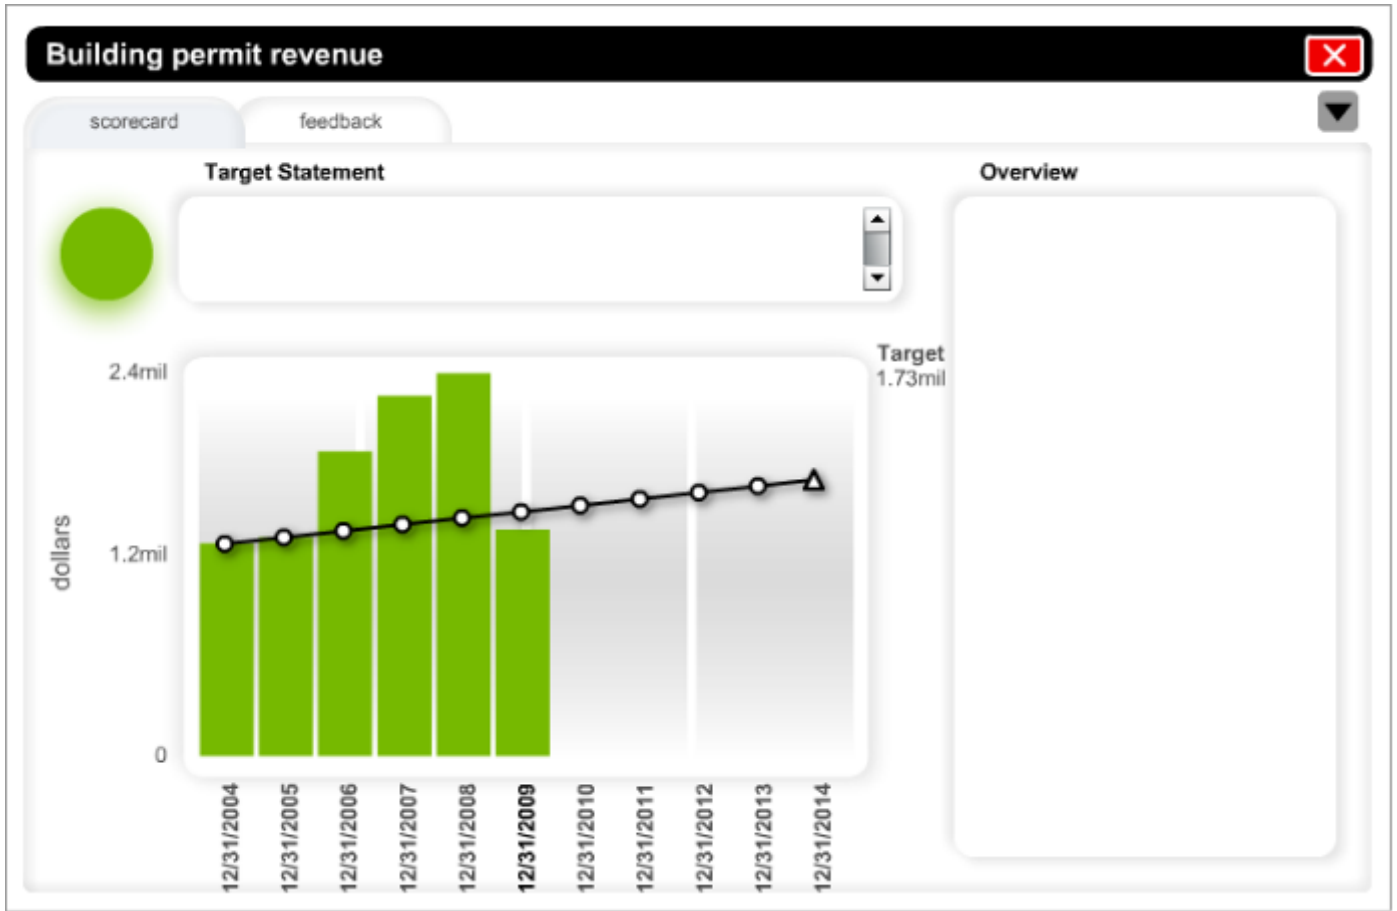 Building permit revenue
scorecard
feedback
Target Statement
Overview
Target
1.73mil
2.4mil
1.2mil
0
dollars
12/31/2004
12/31/2005
12/31/2006
12/31/2007
12/31/2008
12/31/2009
12/31/2010
12/31/2011
12/31/2012
12/31/2013
12/31/2014